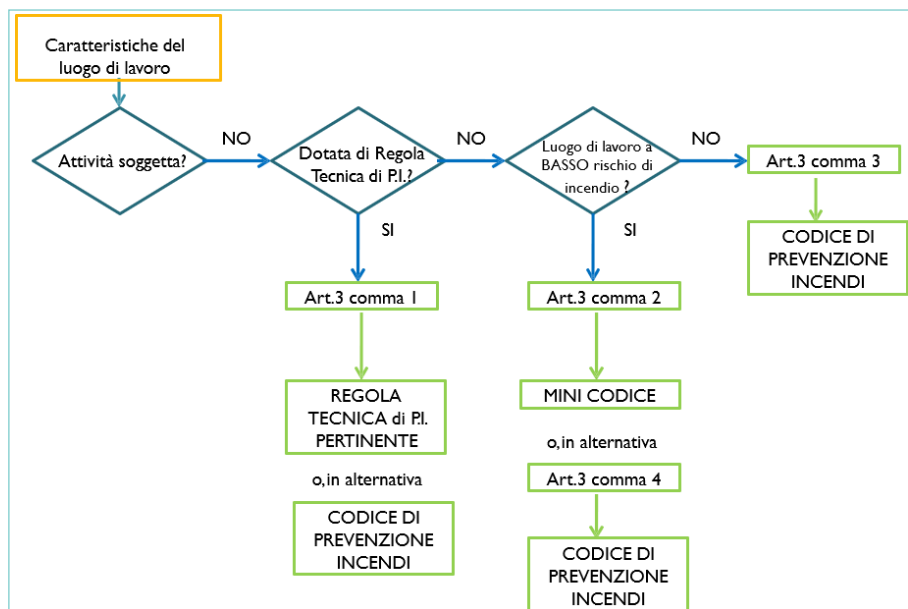 Caratteristiche del
luogo di lavoro
Attività soggetta?
NO
Dotata di Regola
Tecnica di P.I.?
NO
Luogo di lavoro a
BASSO rischio di
incendio ?
NO
Art.3 comma 3
CODICE DI
PREVENZIONE
INCENDI
SI
SI
Art.3 comma 1
Art.3 comma 2
REGOLA
TECNICA di P.I.
PERTINENTE
MINI CODICE
o, in alternativa
o, in alternativa
CODICE DI
PREVENZIONE
INCENDI
Art.3 comma 4
CODICE DI
PREVENZIONE
INCENDI